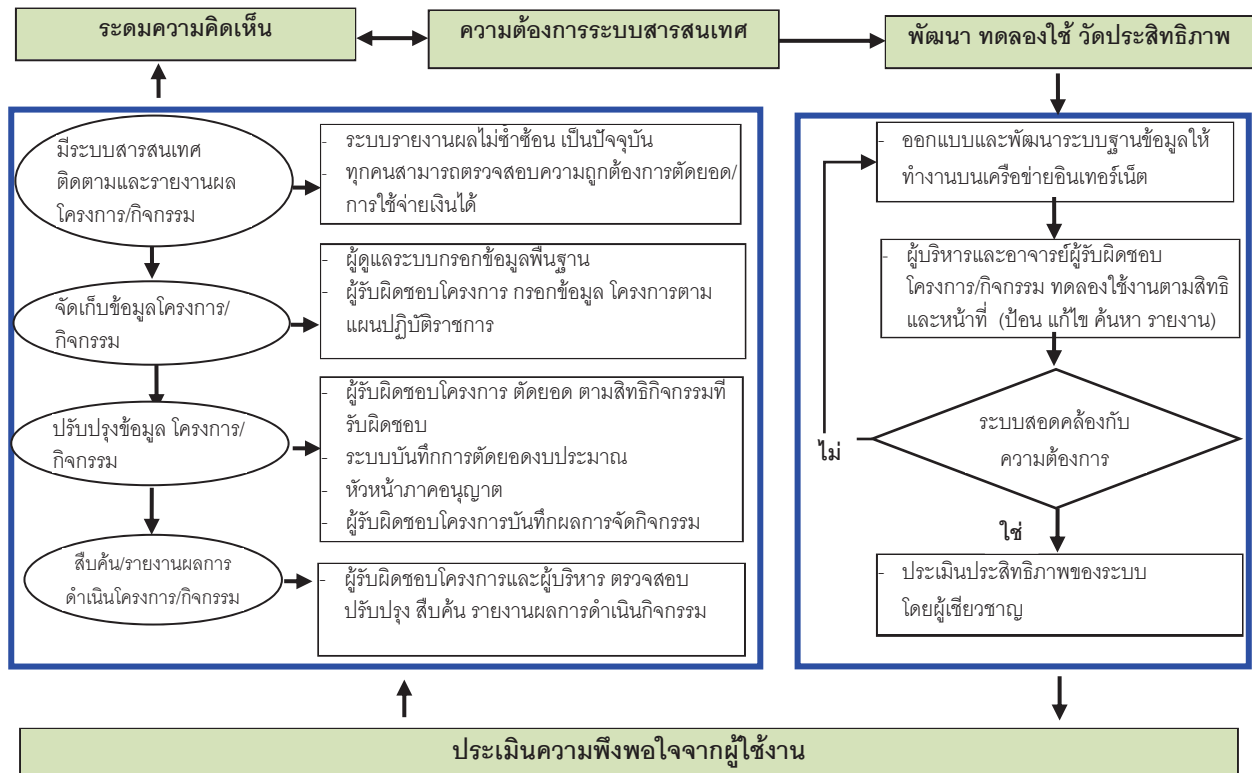 ระดมความคิดเห็น
ความต้องการระบบสารสนเทศ
พัฒนา ทดลองใช้ วัดประสิทธิภาพ
มีระบบสารสนเทศ
ติดตามและรายงานผล
โครงการ/กิจกรรม
- ระบบรายงานผลไม่ซ้ำซ้อน เป็นปัจจุบัน
- ทุกคนสามารถตรวจสอบความถูกต้องการตัดยอด/
การใช้จ่ายเงินได้
จัดเก็บข้อมูลโครงการ/
กิจกรรม
- ผู้ดูแลระบบกรอกข้อมูลพื้นฐาน
- ผู้รับผิดชอบโครงการ กรอกข้อมูล โครงการตาม
แผนปฏิบัติราชการ
ปรับปรุงข้อมูล โครงการ/
กิจกรรม
- ผู้รับผิดชอบโครงการ ตัดยอด ตามสิทธิกิจกรรมที่
รับผิดชอบ
- ระบบบันทึกการตัดยอดงบประมาณ
- หัวหน้าภาคอนุญาต
- ผู้รับผิดชอบโครงการบันทึกผลการจัดกิจกรรม
สืบค้น/รายงานผลการ
ดำเนินโครงการ/กิจกรรม
- ผู้รับผิดชอบโครงการและผู้บริหาร ตรวจสอบ
ปรับปรุง สืบค้น รายงานผลการดำเนินกิจกรรม
- ออกแบบและพัฒนาระบบฐานข้อมูลให้
ทำงานบนเครือข่ายอินเทอร์เน็ต
- ผู้บริหารและอาจารย์ผู้รับผิดชอบ
โครงการ/กิจกรรม ทดลองใช้งานตามสิทธิ
และหน้าที่ (ป้อน แก้ไข ค้นหา รายงาน)
ระบบสอดคล้องกับ
ความต้องการ
ไม่
ใช่
- ประเมินประสิทธิภาพของระบบ
โดยผู้เชี่ยวชาญ
ประเมินความพึงพอใจจากผู้ใช้งาน